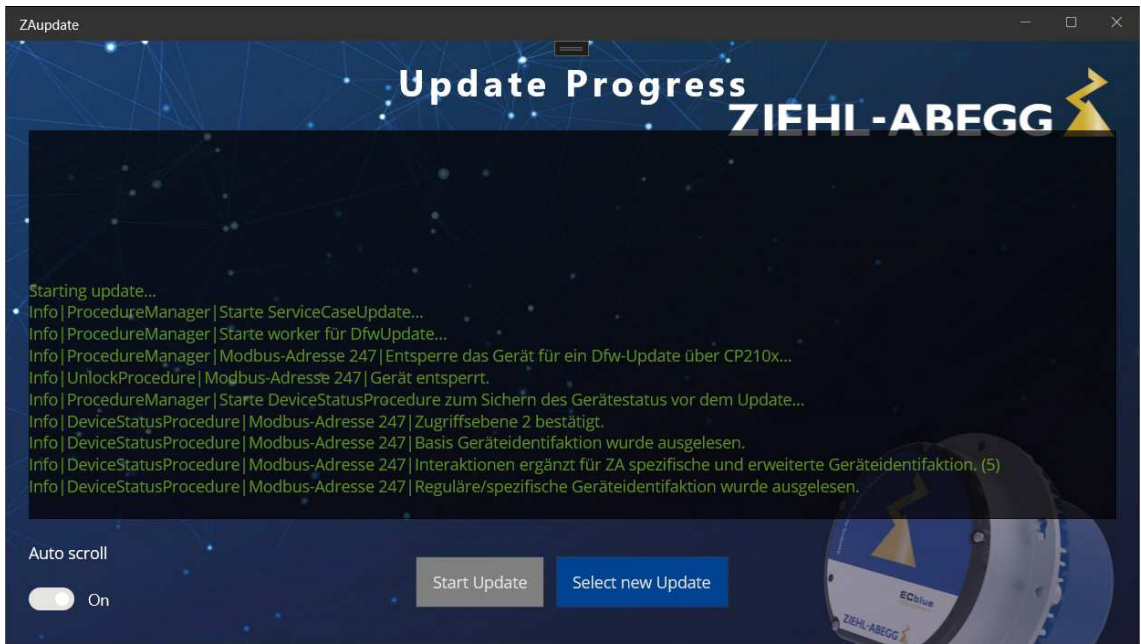 ZAupdate
Update Progress
ZIEHL-ABEGG
Starting update...
Info|ProcedureManager|Starte ServiceCaseUpdate...
Info|ProcedureManager|Starte worker für DfwUpdate...
Info|ProcedureManager|Modbus-Adresse 247|Entsperre das Gerät für ein Dfw-Update über CP210x...
Info|UnlockProcedure|Modbus-Adresse 247|Gerät entsperrt.
Info|ProcedureManager|Starte DeviceStatusProcedure zum Sichern des Gerätestatus vor dem Update...
Info|DeviceStatusProcedure|Modbus-Adresse 247|Zugriffsebene 2 bestätigt.
Info|DeviceStatusProcedure|Modbus-Adresse 247|Basis Geräteidentifaktion wurde ausgelesen.
Info|DeviceStatusProcedure|Modbus-Adresse 247|Interaktionen ergänzt für ZA spezifische und erweiterte Geräteidentifaktion. (5)
Info|DeviceStatusProcedure|Modbus-Adresse 247|Reguläre/spezifische Geräteidentifaktion wurde ausgelesen.
Auto scroll
On
Start Update
Select new Update
ECblue
ZIEHL-ABEGG